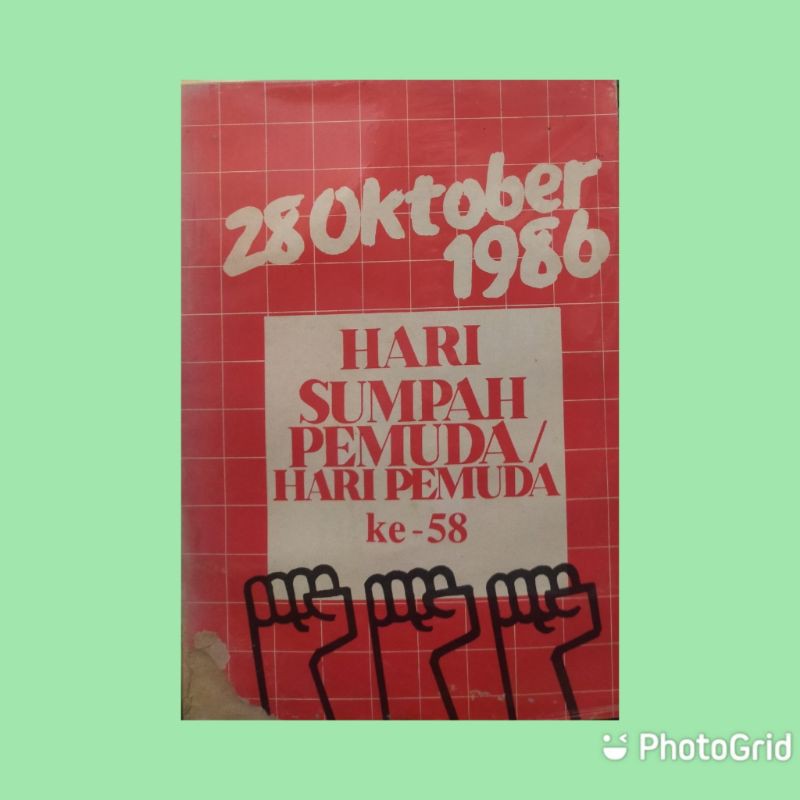 28 Oktober
1986
HARI
SUMPAH
PEMUDA/
HARI PEMUDA
ke-58
PhotoGrid